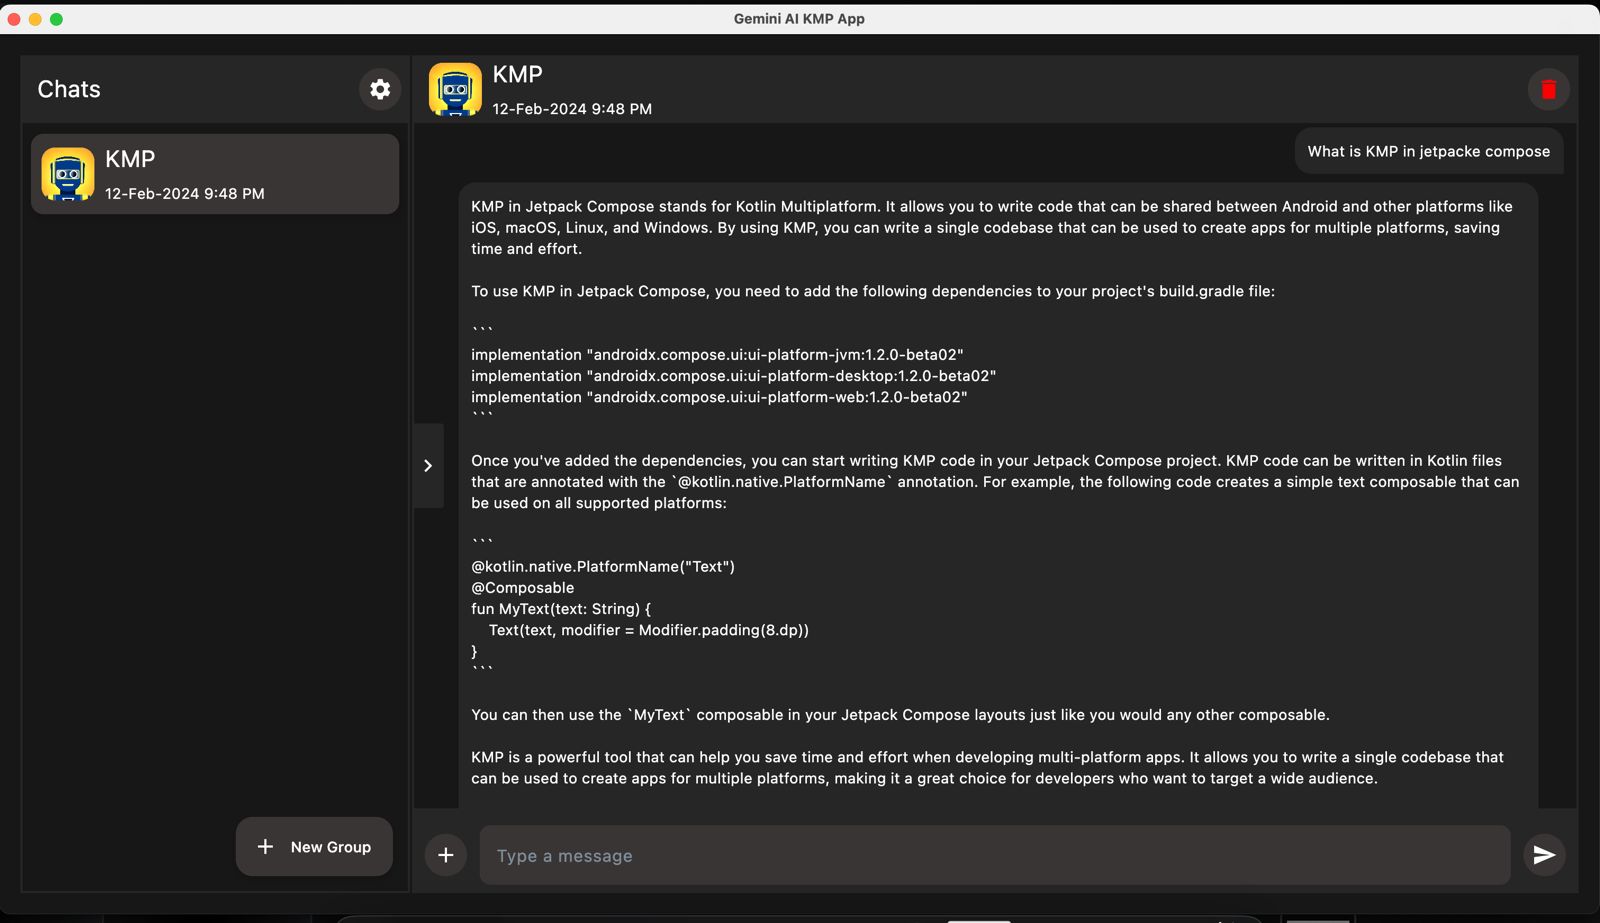 Gemini AI KMP App
Chats
KMP
12-Feb-2024 9:48 PM
New Group
KMP
12-Feb-2024 9:48 PM
What is KMP in jetpacke compose
KMP in Jetpack Compose stands for Kotlin Multiplatform. It allows you to write code that can be shared between Android and other platforms like
iOS, macOS, Linux, and Windows. By using KMP, you can write a single codebase that can be used to create apps for multiple platforms, saving
time and effort.
To use KMP in Jetpack Compose, you need to add the following dependencies to your project's build.gradle file:
```
implementation "androidx.compose.ui:ui-platform-jvm:1.2.0-beta02"
implementation "androidx.compose.ui:ui-platform-desktop:1.2.0-beta02"
implementation "androidx.compose.ui:ui-platform-web:1.2.0-beta02"
```
Once you've added the dependencies, you can start writing KMP code in your Jetpack Compose project. KMP code can be written in Kotlin files
that are annotated with the `@kotlin.native.PlatformName` annotation. For example, the following code creates a simple text composable that can
be used on all supported platforms:
```
@kotlin.native.PlatformName("Text")
@Composable
fun MyText(text: String) {
    Text(text, modifier = Modifier.padding(8.dp))
}
```
You can then use the `MyText` composable in your Jetpack Compose layouts just like you would any other composable.
KMP is a powerful tool that can help you save time and effort when developing multi-platform apps. It allows you to write a single codebase that
can be used to create apps for multiple platforms, making it a great choice for developers who want to target a wide audience.
Type a message